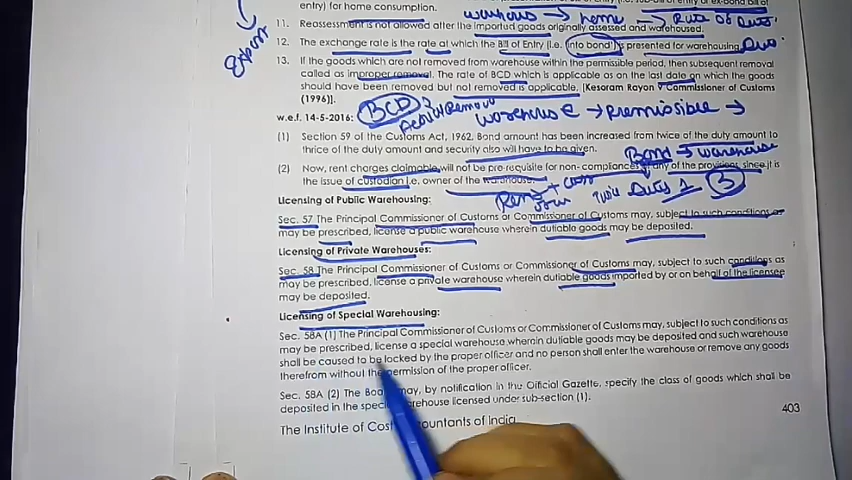 entry) for home consumption.
warehous → home → Rate of
11. Reassessment is not allowed after the imported goods originally assessed and warehoused.
Export
12. The exchange rate is the rate at which the Bill of Entry (i.e. 'into bond') is presented for warehousing.
13. If the goods which are not removed from warehouse within the permissible period, then subsequent removal
called as improper removal. The rate of BCD which is applicable as on the last date on which the goods
should have been removed but not removed is applicable. [Kesoram Rayon v Commissioner of Customs
(1996)].
BCD
warehouse → Premissible →
w.e.f. 14-5-2016:
(1) Section 59 of the Customs Act, 1962, Bond amount has been increased from twice of the duty amount to
thrice of the duty amount and security also will have to be given.
Bond → warehouse
(2) Now, rent charges claimable will not be pre-requisite for non- compliances of any of the provisions, since it is
the issue of custodian i.e. owner of the warehouse.
Duty
3
Licensing of Public Warehousing:
Sec. 57 The Principal Commissioner of Customs or Commissioner of Customs may, subject to such conditions as
may be prescribed, license a public warehouse wherein dutiable goods may be deposited.
Licensing of Private Warehouses:
Sec. 58 The Principal Commissioner of Customs or Commissioner of Customs may, subject to such conditions as
may be prescribed, license a private warehouse wherein dutiable goods imported by or on behalf of the licensee
may be deposited.
Licensing of Special Warehousing:
Sec. 58A (1) The Principal Commissioner of Customs or Commissioner of Customs may, subject to such conditions as
may be prescribed, license a special warehouse wherein dutiable goods may be deposited and such warehouse
shall be caused to be locked by the proper officer and no person shall enter the warehouse or remove any goods
therefrom without the permission of the proper officer.
Sec. 58A (2) The Board may, by notification in the Official Gazette, specify the class of goods which shall be
deposited in the special warehouse licensed under sub-section (1).
403
The Institute of Cost Accountants of India